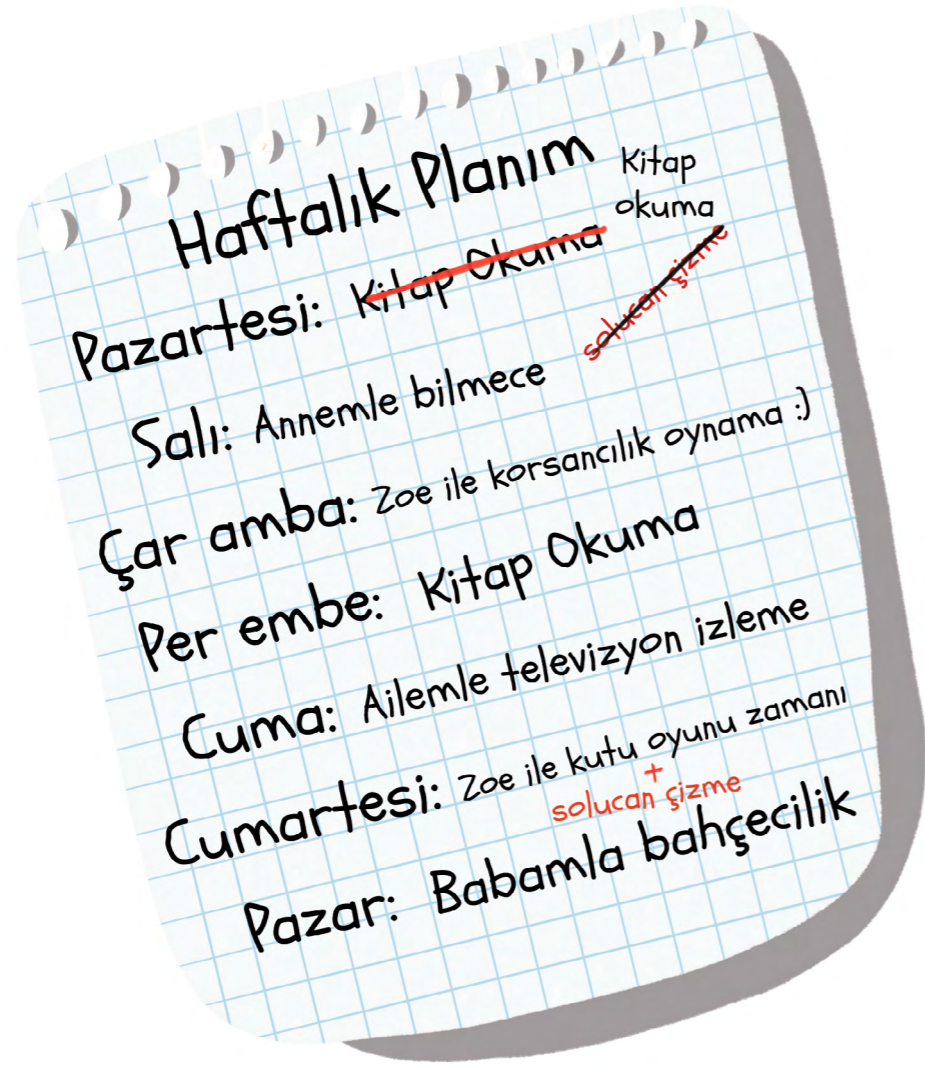 Haftalık Planım
Pazartesi: Kitap Okuma
solucan çizme
Kitap
okuma
Salı: Annemle bilmece
Çar amba: Zoe ile korsancılık oynama :)
Per embe: Kitap Okuma
Cuma: Ailemle televizyon izleme
Cumartesi: Zoe ile kutu oyunu zamanı
+
solucan çizme
Pazar: Babamla bahçecilik